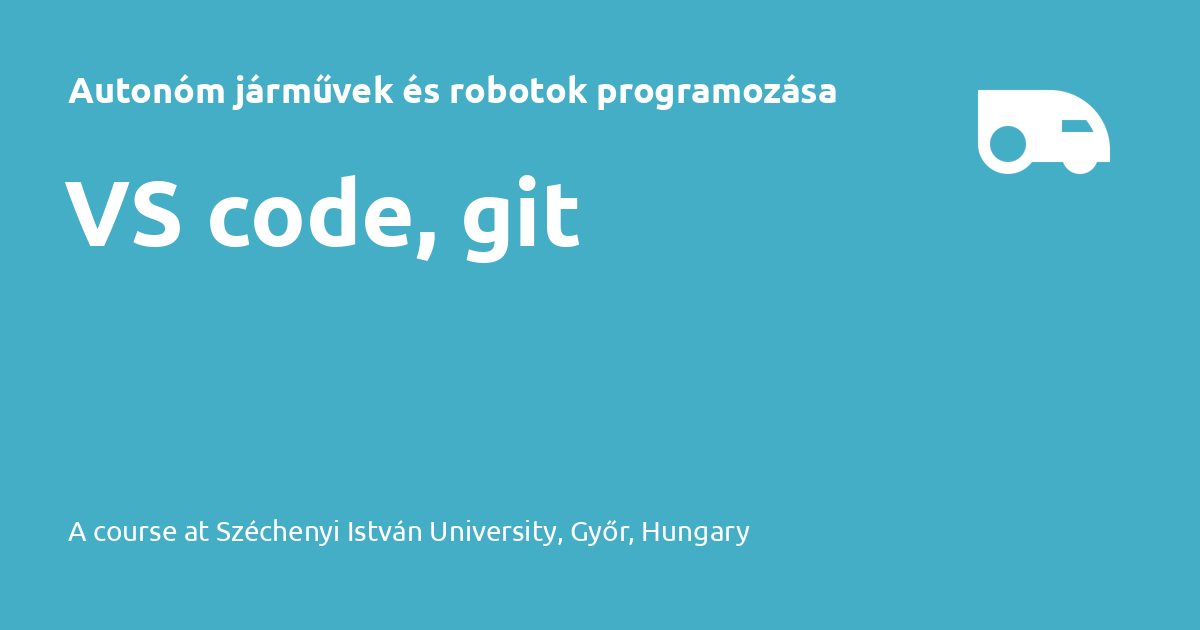 Autonóm járművek és robotok programozása
VS code, git
A course at Széchenyi István University, Győr, Hungary